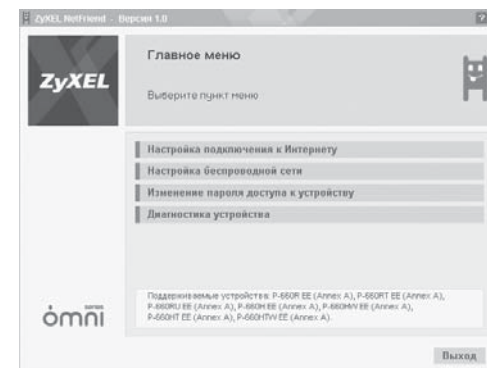 ZyXEL NetFriend - Версия 1.0
?
ZyXEL
Главное меню
Выберите пункт меню
Настройка подключения к Интернету
Настройка беспроводной сети
Изменение пароля доступа к устройству
Диагностика устройства
Поддерживаемые устройства: P-660R EE (Annex A), P-660RT EE (Annex A),
P-660RU EE (Annex A), P-660H EE (Annex A), P-660HW EE (Annex A),
P-660HT EE (Annex A), P-660HTW EE (Annex A).
series
omni
Выход